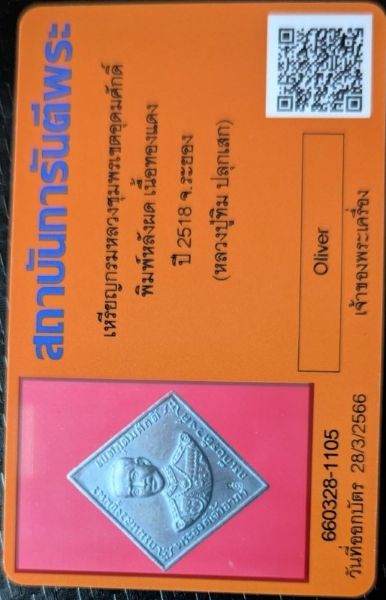 สถาบันการันตีพระ
เหรียญกรมหลวงชุมพรเขตอุดมศักดิ์
พิมพ์หลังผด เนื้อทองแดง
ปี 2518 จ.ระยอง
(หลวงปู่ทิม ปลุกเสก)
Oliver
เจ้าของพระเครื่อง
660328-1105
วันที่ออกบัตร 28/3/2566